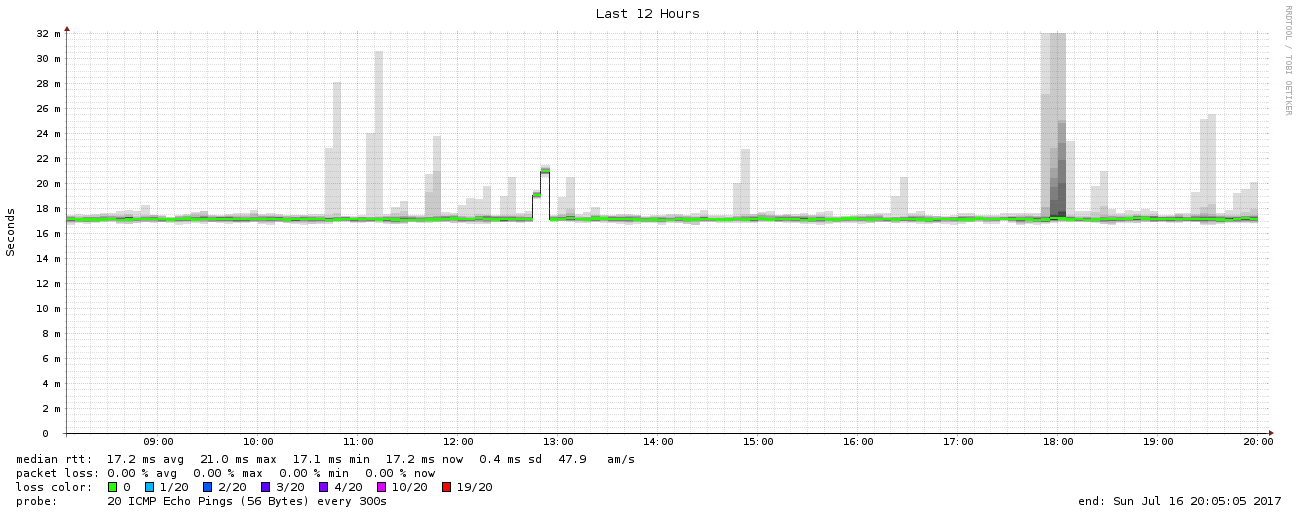 Last 12 Hours
RRDTOOL / TOBI OETIKER
Seconds
32 m
30 m
28 m
26 m
24 m
22 m
20 m
18 m
16 m
14 m
12 m
10 m
8 m
6 m
4 m
2 m
0
09:00 10:00 11:00 12:00 13:00 14:00 15:00 16:00 17:00 18:00 19:00 20:00
median rtt: 17.2 ms avg 21.0 ms max 17.1 ms min 17.2 ms now 0.4 ms sd 47.9 am/s
packet loss: 0.00 % avg 0.00 % max 0.00 % min 0.00 % now
loss color: 0 1/20 2/20 3/20 4/20 10/20 19/20
probe: 20 ICMP Echo Pings (56 Bytes) every 300s end: Sun Jul 16 20:05:05 2017